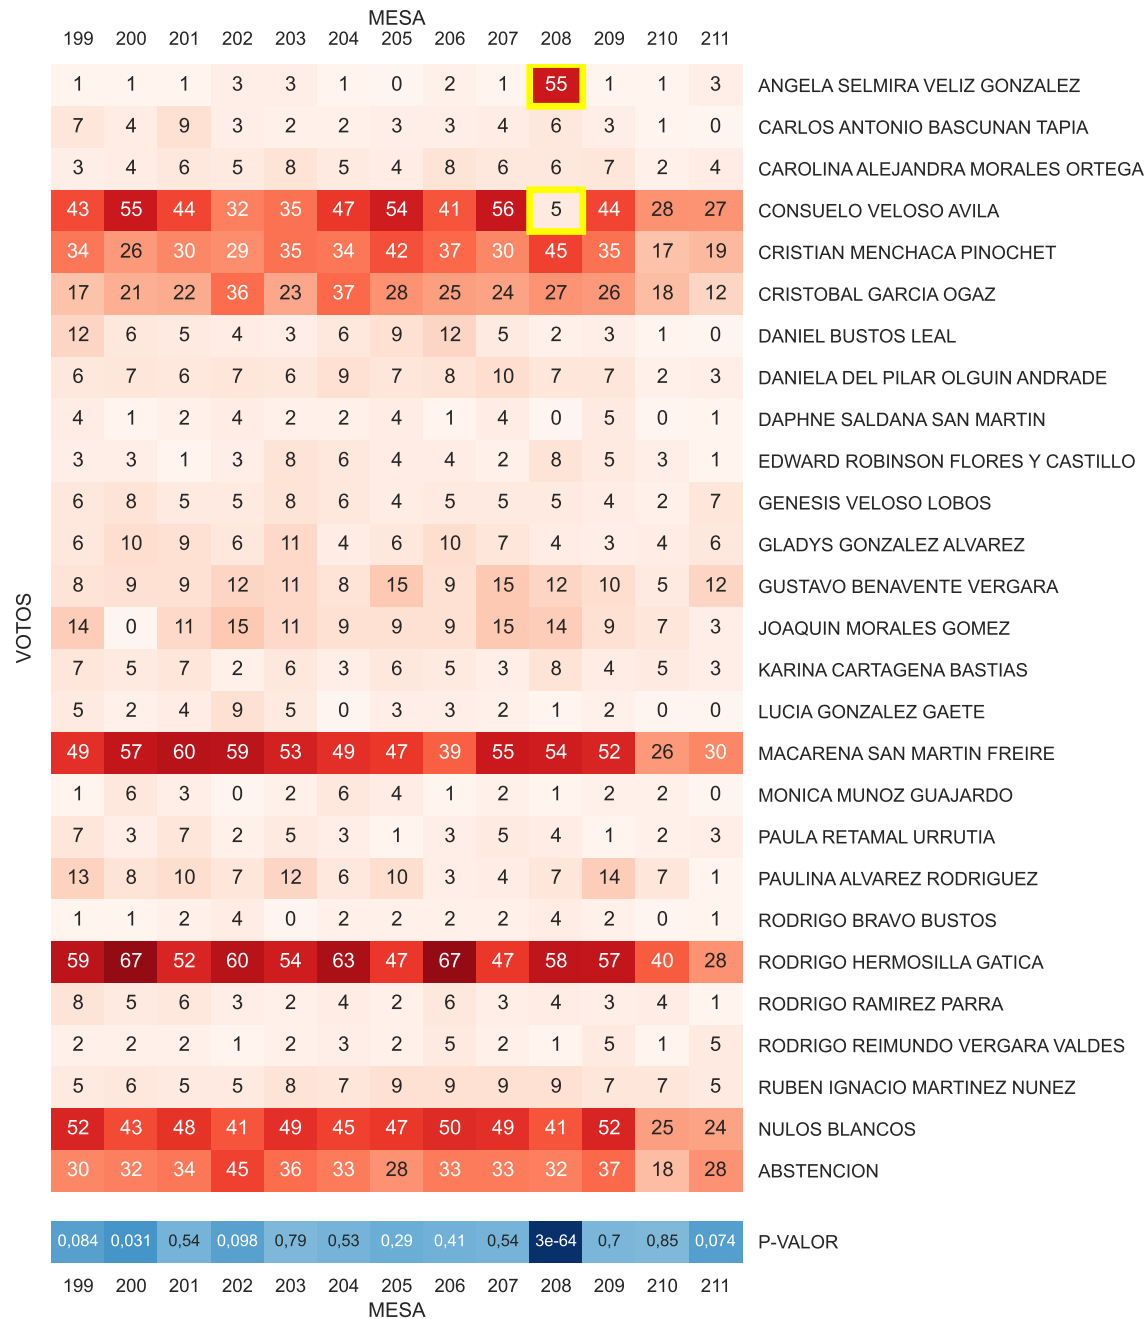 MESA
199 200 201 202 203 204 205 206 207 208 209 210 211
1 1 1 3 3 1 0 2 1 55 1 1 3 ANGELA SELMIRA VELIZ GONZALEZ
7 4 9 3 2 2 3 3 4 6 3 1 0 CARLOS ANTONIO BASCUNAN TAPIA
3 4 6 5 8 5 4 8 6 6 7 2 4 CAROLINA ALEJANDRA MORALES ORTEGA
43 55 44 32 35 47 54 41 56 5 44 28 27 CONSUELO VELOSO AVILA
34 26 30 29 35 34 42 37 30 45 35 17 19 CRISTIAN MENCHACA PINOCHET
17 21 22 36 23 37 28 25 24 27 26 18 12 CRISTOBAL GARCIA OGAZ
12 6 5 4 3 6 9 12 5 2 3 1 0 DANIEL BUSTOS LEAL
6 7 6 7 6 9 7 8 10 7 7 2 3 DANIELA DEL PILAR OLGUIN ANDRADE
4 1 2 4 2 2 4 1 4 0 5 0 1 DAPHNE SALDANA SAN MARTIN
3 3 1 3 8 6 4 4 2 8 5 3 1 EDWARD ROBINSON FLORES Y CASTILLO
6 8 5 5 8 6 4 5 5 5 4 2 7 GENESIS VELOSO LOBOS
6 10 9 6 11 4 6 10 7 4 3 4 6 GLADYS GONZALEZ ALVAREZ
8 9 9 12 11 8 15 9 15 12 10 5 12 GUSTAVO BENAVENTE VERGARA
VOTOS
14 0 11 15 11 9 9 9 15 14 9 7 3 JOAQUIN MORALES GOMEZ
7 5 7 2 6 3 6 5 3 8 4 5 3 KARINA CARTAGENA BASTIAS
5 2 4 9 5 0 3 3 2 1 2 0 0 LUCIA GONZALEZ GAETE
49 57 60 59 53 49 47 39 55 54 52 26 30 MACARENA SAN MARTIN FREIRE
1 6 3 0 2 6 4 1 2 1 2 2 0 MONICA MUNOZ GUAJARDO
7 3 7 2 5 3 1 3 5 4 1 2 3 PAULA RETAMAL URRUTIA
13 8 10 7 12 6 10 3 4 7 14 7 1 PAULINA ALVAREZ RODRIGUEZ
1 1 2 4 0 2 2 2 2 4 2 0 1 RODRIGO BRAVO BUSTOS
59 67 52 60 54 63 47 67 47 58 57 40 28 RODRIGO HERMOSILLA GATICA
8 5 6 3 2 4 2 6 3 4 3 4 1 RODRIGO RAMIREZ PARRA
2 2 2 1 2 3 2 5 2 1 5 1 5 RODRIGO REIMUNDO VERGARA VALDES
5 6 5 5 8 7 9 9 9 9 7 7 5 RUBEN IGNACIO MARTINEZ NUNEZ
52 43 48 41 49 45 47 50 49 41 52 25 24 NULOS BLANCOS
30 32 34 45 36 33 28 33 33 32 37 18 28 ABSTENCION
0,084 0,031 0,54 0,098 0,79 0,53 0,29 0,41 0,54 3e-64 0,7 0,85 0,074 P-VALOR
199 200 201 202 203 204 205 206 207 208 209 210 211
MESA